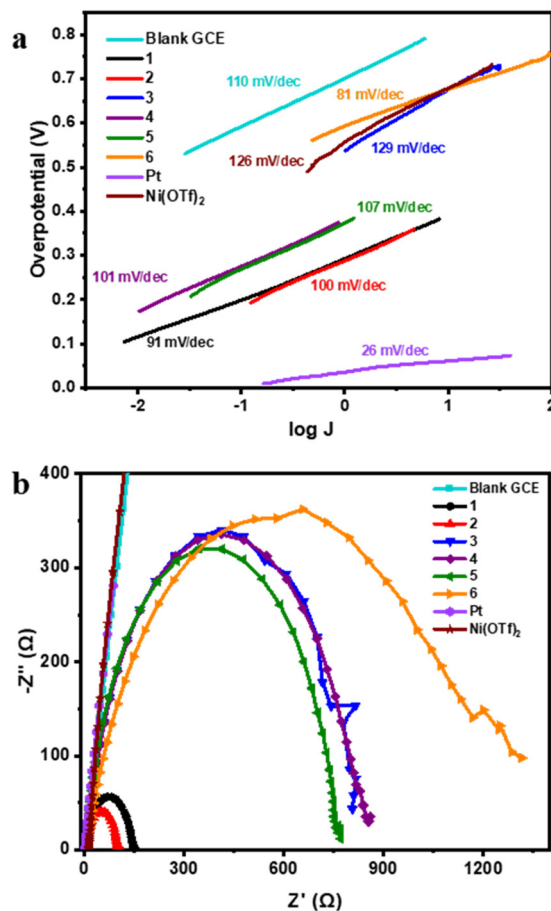 a
Blank GCE
1
2
3
4
5
6
Pt
Ni(OTf)₂
110 mV/dec
81 mV/dec
126 mV/dec
129 mV/dec
107 mV/dec
101 mV/dec
100 mV/dec
91 mV/dec
26 mV/dec
Overpotential (V)
0.8
0.7
0.6
0.5
0.4
0.3
0.2
0.1
0.0
-2
-1
0
1
2
log J
b
Blank GCE
1
2
3
4
5
6
Pt
Ni(OTf)₂
-Z'' (Ω)
400
300
200
100
0
0
300
600
900
1200
Z' (Ω)